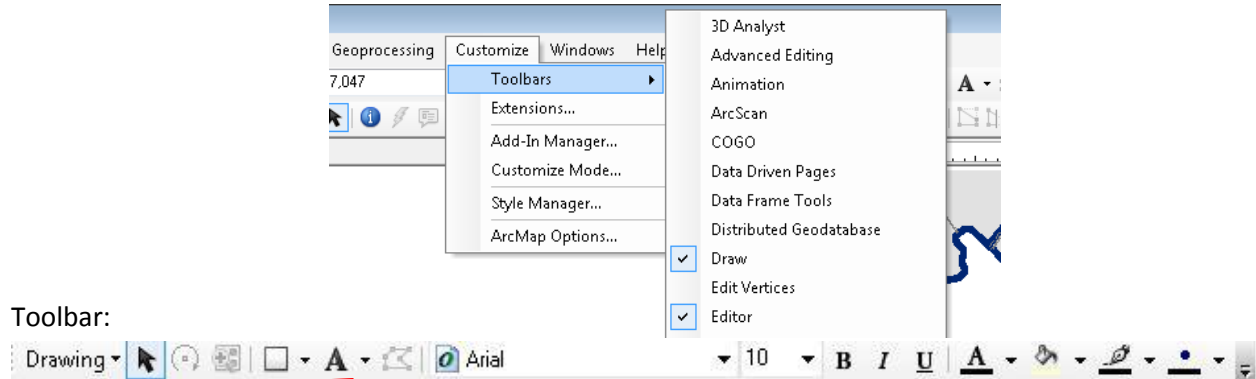 Geoprocessing Customize Windows Help
7,047
Toolbars
Extensions...
Add-In Manager...
Customize Mode...
Style Manager...
ArcMap Options...
3D Analyst
Advanced Editing
Animation
ArcScan
COGO
Data Driven Pages
Data Frame Tools
Distributed Geodatabase
Draw
Edit Vertices
Editor
A
Toolbar:
Drawing A Arial 10 B I U A